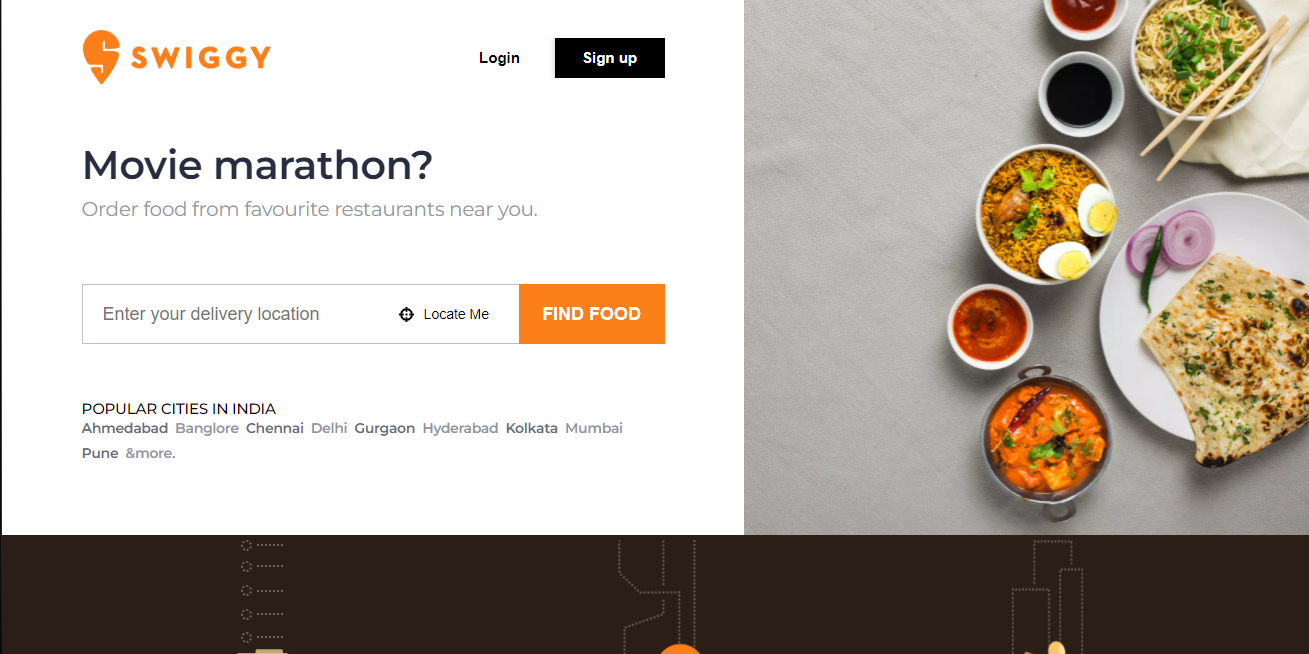 SWIGGY
Login
Sign up
Movie marathon?
Order food from favourite restaurants near you.
Enter your delivery location
Locate Me
FIND FOOD
POPULAR CITIES IN INDIA
Ahmedabad Banglore Chennai Delhi Gurgaon Hyderabad Kolkata Mumbai
Pune &more.